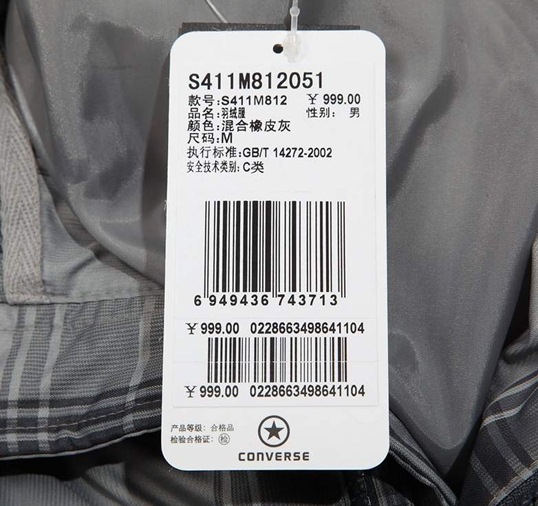 S411M812051
款号:S411M812 ￥ 999.00
品名:羽绒服 性别: 男
颜色:混合橡皮灰
尺码:M
执行标准:GB/T 14272-2002
安全技术类别:C类
6 949436 743713
￥999.00 0228663498641104
￥999.00 0228663498641104
产品等级: 合格品
检验合格证: 检
CONVERSE